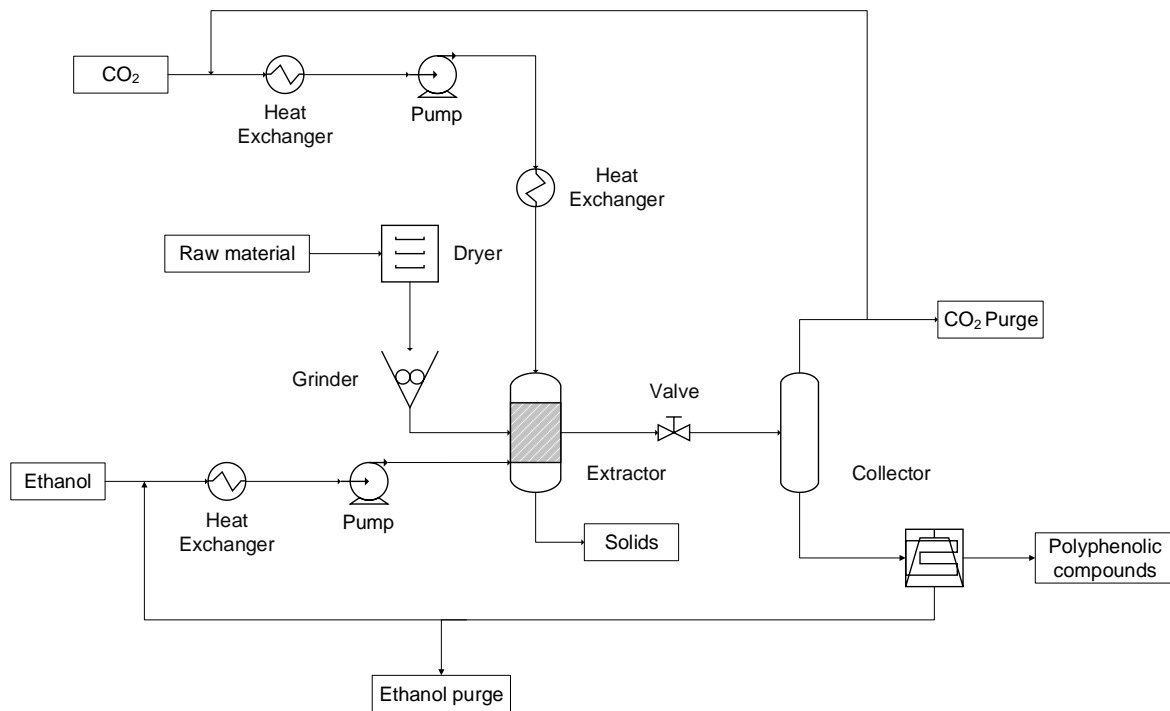 CO₂
Heat
Exchanger
Pump
Heat
Exchanger
Raw material
Dryer
CO₂ Purge
Grinder
Valve
Ethanol
Extractor
Collector
Heat
Exchanger
Pump
Solids
Polyphenolic
compounds
Ethanol purge